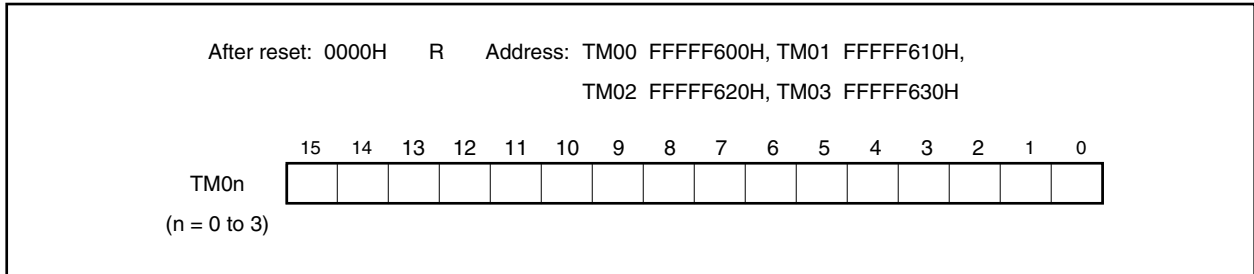 After reset: 0000H R Address: TM00 FFFFF600H, TM01 FFFFF610H,
TM02 FFFFF620H, TM03 FFFFF630H
15 14 13 12 11 10 9 8 7 6 5 4 3 2 1 0
TM0n
(n = 0 to 3)